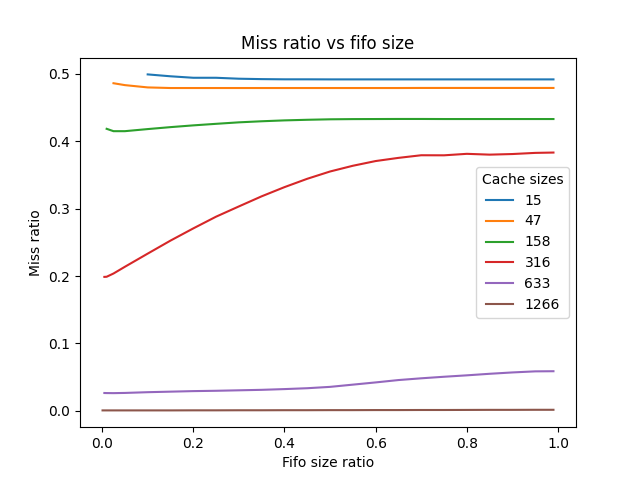 Miss ratio vs fifo size
Miss ratio
0.5
0.4
0.3
0.2
0.1
0.0
Cache sizes
15
47
158
316
633
1266
0.0 0.2 0.4 0.6 0.8 1.0
Fifo size ratio